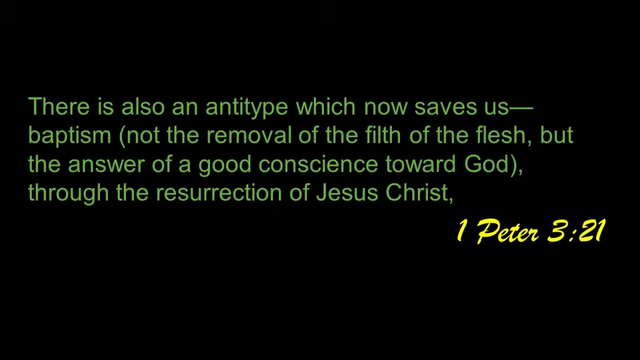 There is also an antitype which now saves us—
baptism (not the removal of the filth of the flesh, but
the answer of a good conscience toward God),
through the resurrection of Jesus Christ,
1 Peter 3:21